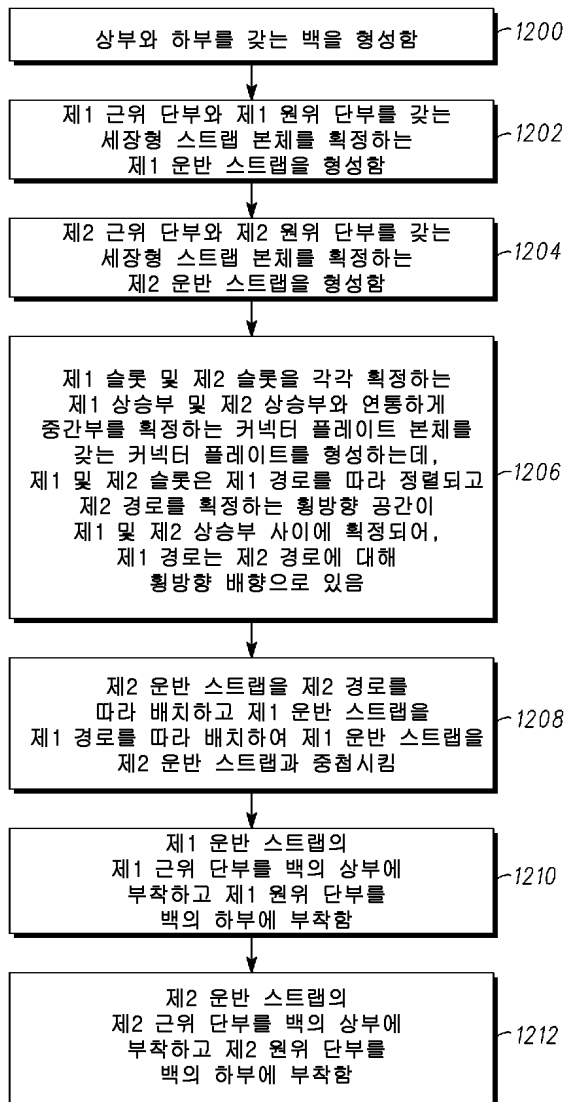 상부와 하부를 갖는 백을 형성함
1200
제1 근위 단부와 제1 원위 단부를 갖는
세장형 스트랩 본체를 획정하는
제1 운반 스트랩을 형성함
1202
제2 근위 단부와 제2 원위 단부를 갖는
세장형 스트랩 본체를 획정하는
제2 운반 스트랩을 형성함
1204
제1 슬롯 및 제2 슬롯을 각각 획정하는
제1 상승부 및 제2 상승부와 연통하게
중간부를 획정하는 커넥터 플레이트 본체를
갖는 커넥터 플레이트를 형성하는데,
제1 및 제2 슬롯은 제1 경로를 따라 정렬되고
제2 경로를 획정하는 횡방향 공간이
제1 및 제2 상승부 사이에 획정되어,
제1 경로는 제2 경로에 대해
횡방향 배향으로 있음
1206
제2 운반 스트랩을 제2 경로를
따라 배치하고 제1 운반 스트랩을
제1 경로를 따라 배치하여 제1 운반 스트랩을
제2 운반 스트랩과 중첩시킴
1208
제1 운반 스트랩의
제1 근위 단부를 백의 상부에
부착하고 제1 원위 단부를
백의 하부에 부착함
1210
제2 운반 스트랩의
제2 근위 단부를 백의 상부에
부착하고 제2 원위 단부를
백의 하부에 부착함
1212